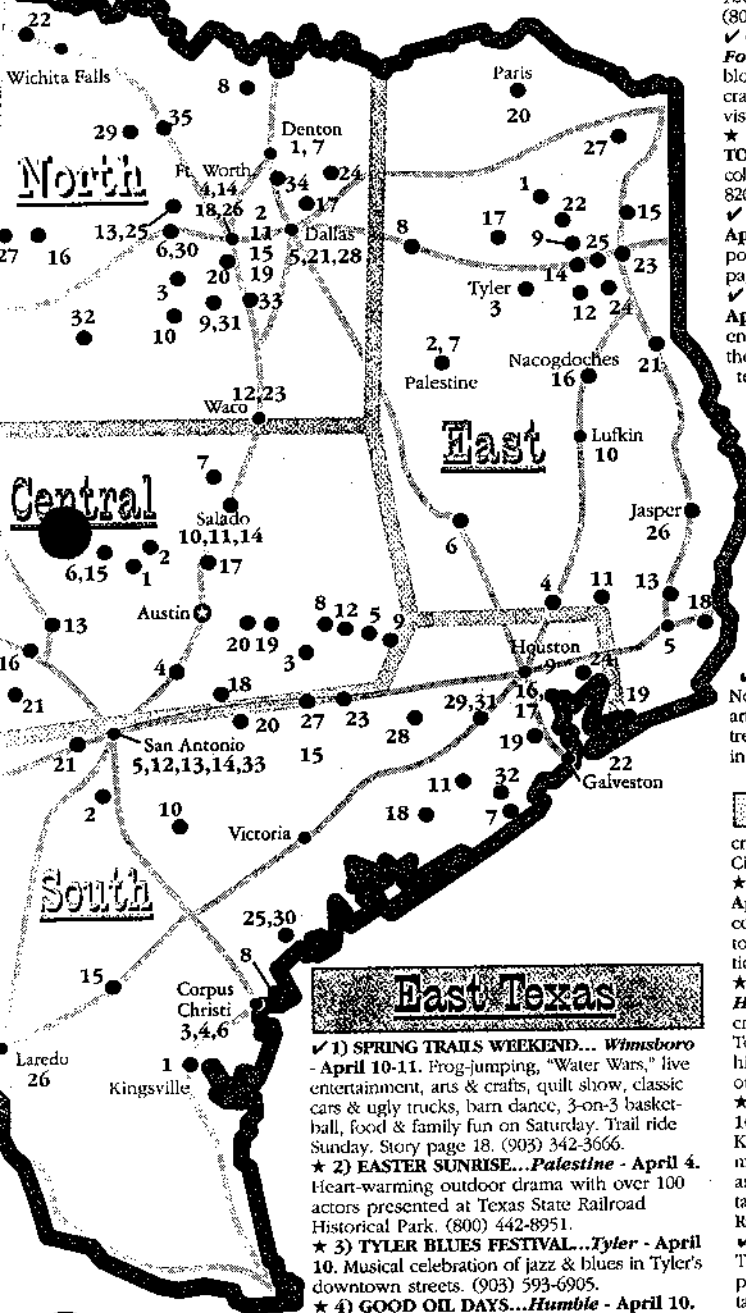 22
Wichita Falls
8
Paris
20
29
35
Denton
1, 7
27
North
Ft. Worth
4,14
18,26
34
24
17
2
11
15
19
13,25
6,30
Dallas
5,21,28
1
22
15
17
9
8
25
14
23
27
16
3
20
9,31
33
10
32
Tyler
3
12
24
2, 7
Palestine
Nacogdoches
16
21
12,23
Waco
East
Lufkin
10
7
Central
Salado
10,11,14
Jasper
26
6
6,15
1
2
17
Austin
13
20
19
8
12
5
9
3
4
11
13
18
5
16
21
4
18
Houston
9
24
16,
17
19
20
27
23
28
29,31
19
22
Galveston
San Antonio
5,12,13,14,33
21
15
2
10
11
32
18
7
Victoria
South
25,30
8
15
Corpus
Christi
3,4,6
Laredo
26
1
Kingsville
East Texas
✔ 1) SPRING TRAILS WEEKEND... Winnsboro
- April 10-11. Frog-jumping, "Water Wars," live
entertainment, arts & crafts, quilt show, classic
cars & ugly trucks, barn dance, 3-on-3 basket-
ball, food & family fun on Saturday. Trail ride
Sunday. Story page 18. (903) 342-3666.
★ 2) EASTER SUNRISE...Palestine - April 4.
Heart-warming outdoor drama with over 100
actors presented at Texas State Railroad
Historical Park. (800) 442-8951.
★ 3) TYLER BLUES FESTIVAL...Tyler - April
10. Musical celebration of jazz & blues in Tyler's
downtown streets. (903) 593-6905.
★ 4) GOOD OIL DAYS...Humble - April 10.